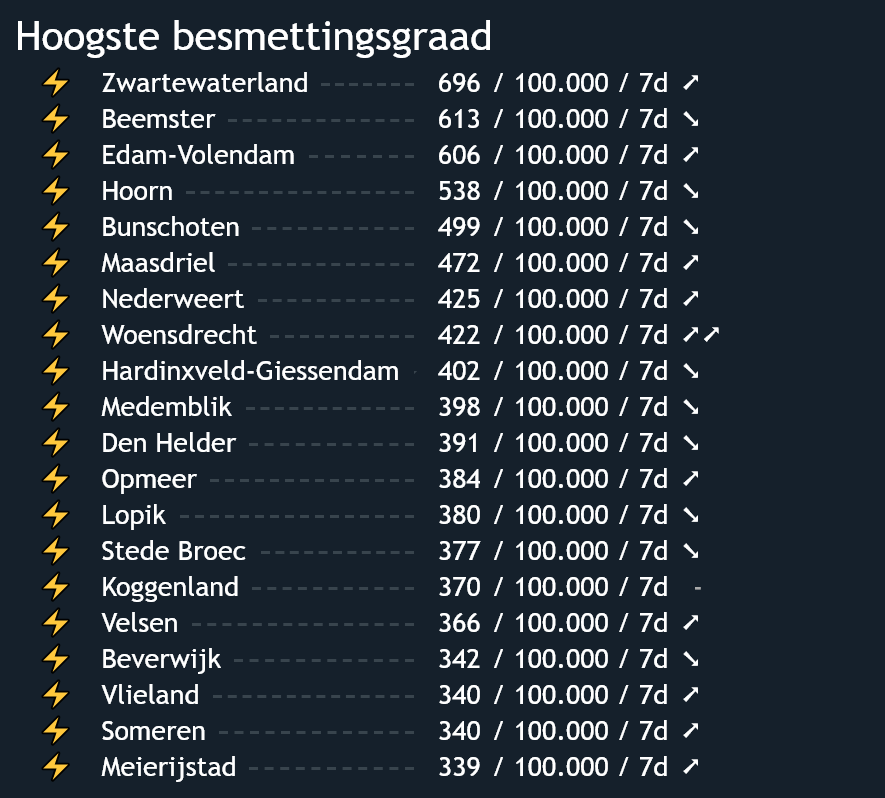 Hoogste besmettingsgraad
⚡ Zwartewaterland ------- 696 / 100.000 / 7d ➚
⚡ Beemster -------------- 613 / 100.000 / 7d ➘
⚡ Edam-Volendam -------- 606 / 100.000 / 7d ➚
⚡ Hoorn ----------------- 538 / 100.000 / 7d ➘
⚡ Bunschoten ------------ 499 / 100.000 / 7d ➘
⚡ Maasdriel -------------- 472 / 100.000 / 7d ➚
⚡ Nederweert ------------ 425 / 100.000 / 7d ➚
⚡ Woensdrecht ----------- 422 / 100.000 / 7d ➚➚
⚡ Hardinxveld-Giessendam - 402 / 100.000 / 7d ➘
⚡ Medemblik ------------- 398 / 100.000 / 7d ➘
⚡ Den Helder ------------ 391 / 100.000 / 7d ➘
⚡ Opmeer --------------- 384 / 100.000 / 7d ➚
⚡ Lopik ----------------- 380 / 100.000 / 7d ➘
⚡ Stede Broec ----------- 377 / 100.000 / 7d ➘
⚡ Koggenland ------------ 370 / 100.000 / 7d -
⚡ Velsen ---------------- 366 / 100.000 / 7d ➚
⚡ Beverwijk ------------- 342 / 100.000 / 7d ➘
⚡ Vlieland --------------- 340 / 100.000 / 7d ➚
⚡ Someren -------------- 340 / 100.000 / 7d ➚
⚡ Meierijstad ------------ 339 / 100.000 / 7d ➚